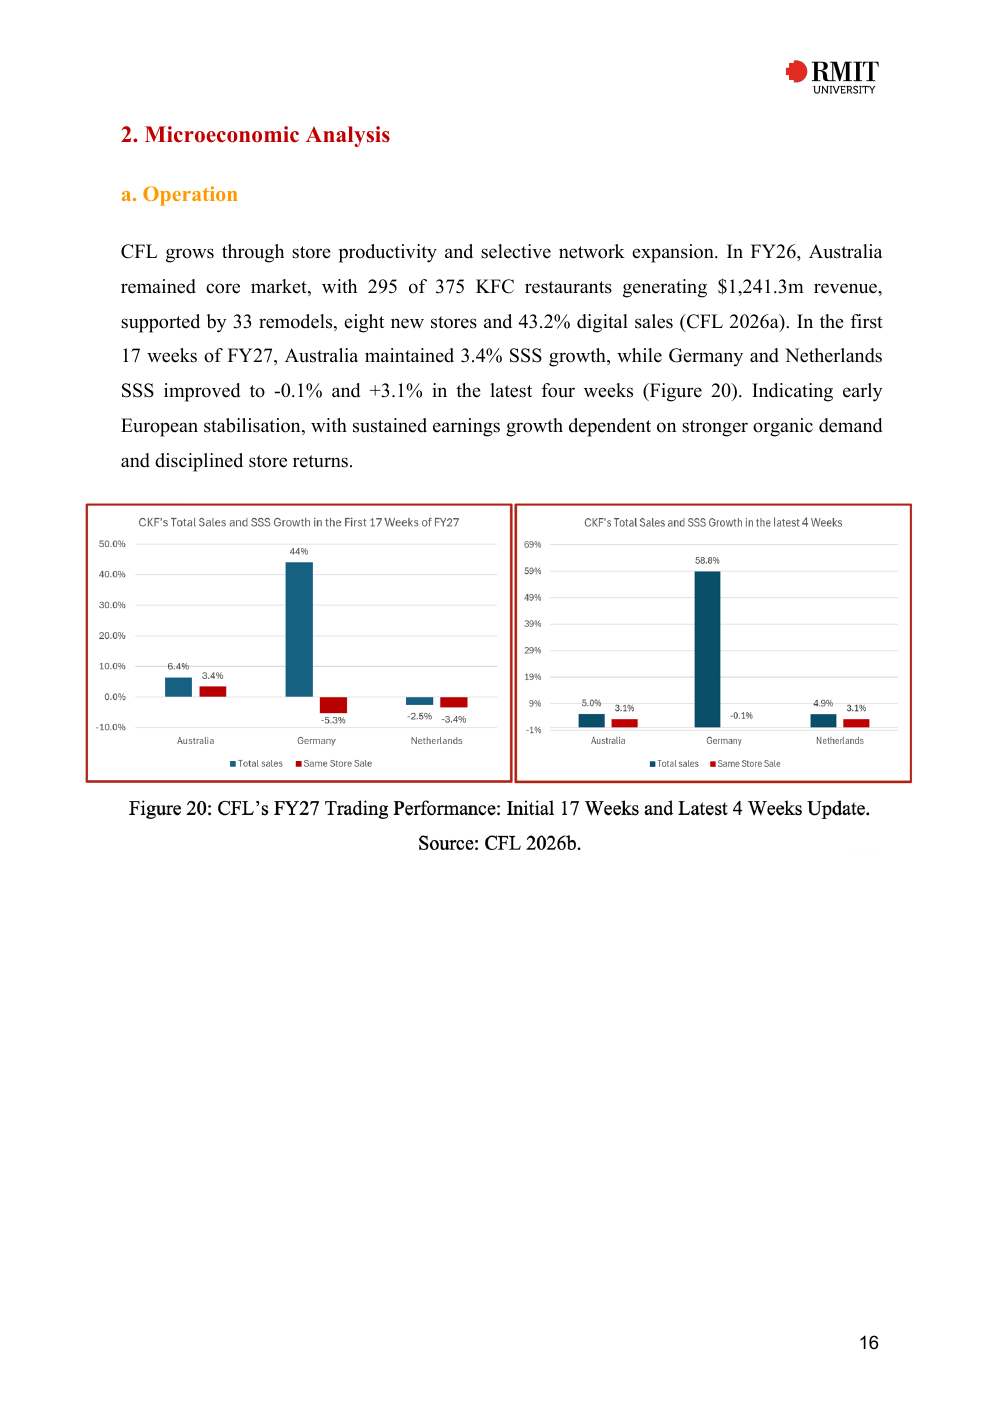 RMIT
UNIVERSITY
2. Microeconomic Analysis
a. Operation
CFL grows through store productivity and selective network expansion. In FY26, Australia
remained core market, with 295 of 375 KFC restaurants generating $1,241.3m revenue,
supported by 33 remodels, eight new stores and 43.2% digital sales (CFL 2026a). In the first
17 weeks of FY27, Australia maintained 3.4% SSS growth, while Germany and Netherlands
SSS improved to -0.1% and +3.1% in the latest four weeks (Figure 20). Indicating early
European stabilisation, with sustained earnings growth dependent on stronger organic demand
and disciplined store returns.
CKF's Total Sales and SSS Growth in the First 17 Weeks of FY27
50.0%
40.0%
30.0%
20.0%
10.0%
0.0%
-10.0%
6.4%
3.4%
44%
-5.3%
-2.5%
-3.4%
Australia
Germany
Netherlands
Total sales
Same Store Sale
CKF's Total Sales and SSS Growth in the latest 4 Weeks
69%
59%
49%
39%
29%
19%
9%
-1%
5.0%
3.1%
58.8%
-0.1%
4.9%
3.1%
Australia
Germany
Netherlands
Total sales
Same Store Sale
Figure 20: CFL’s FY27 Trading Performance: Initial 17 Weeks and Latest 4 Weeks Update.
Source: CFL 2026b.
16